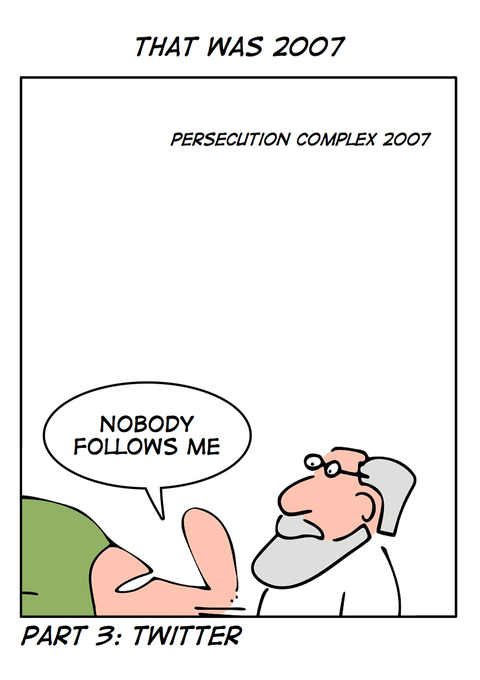 THAT WAS 2007
PERSECUTION COMPLEX 2007
NOBODY
FOLLOWS ME
PART 3: TWITTER